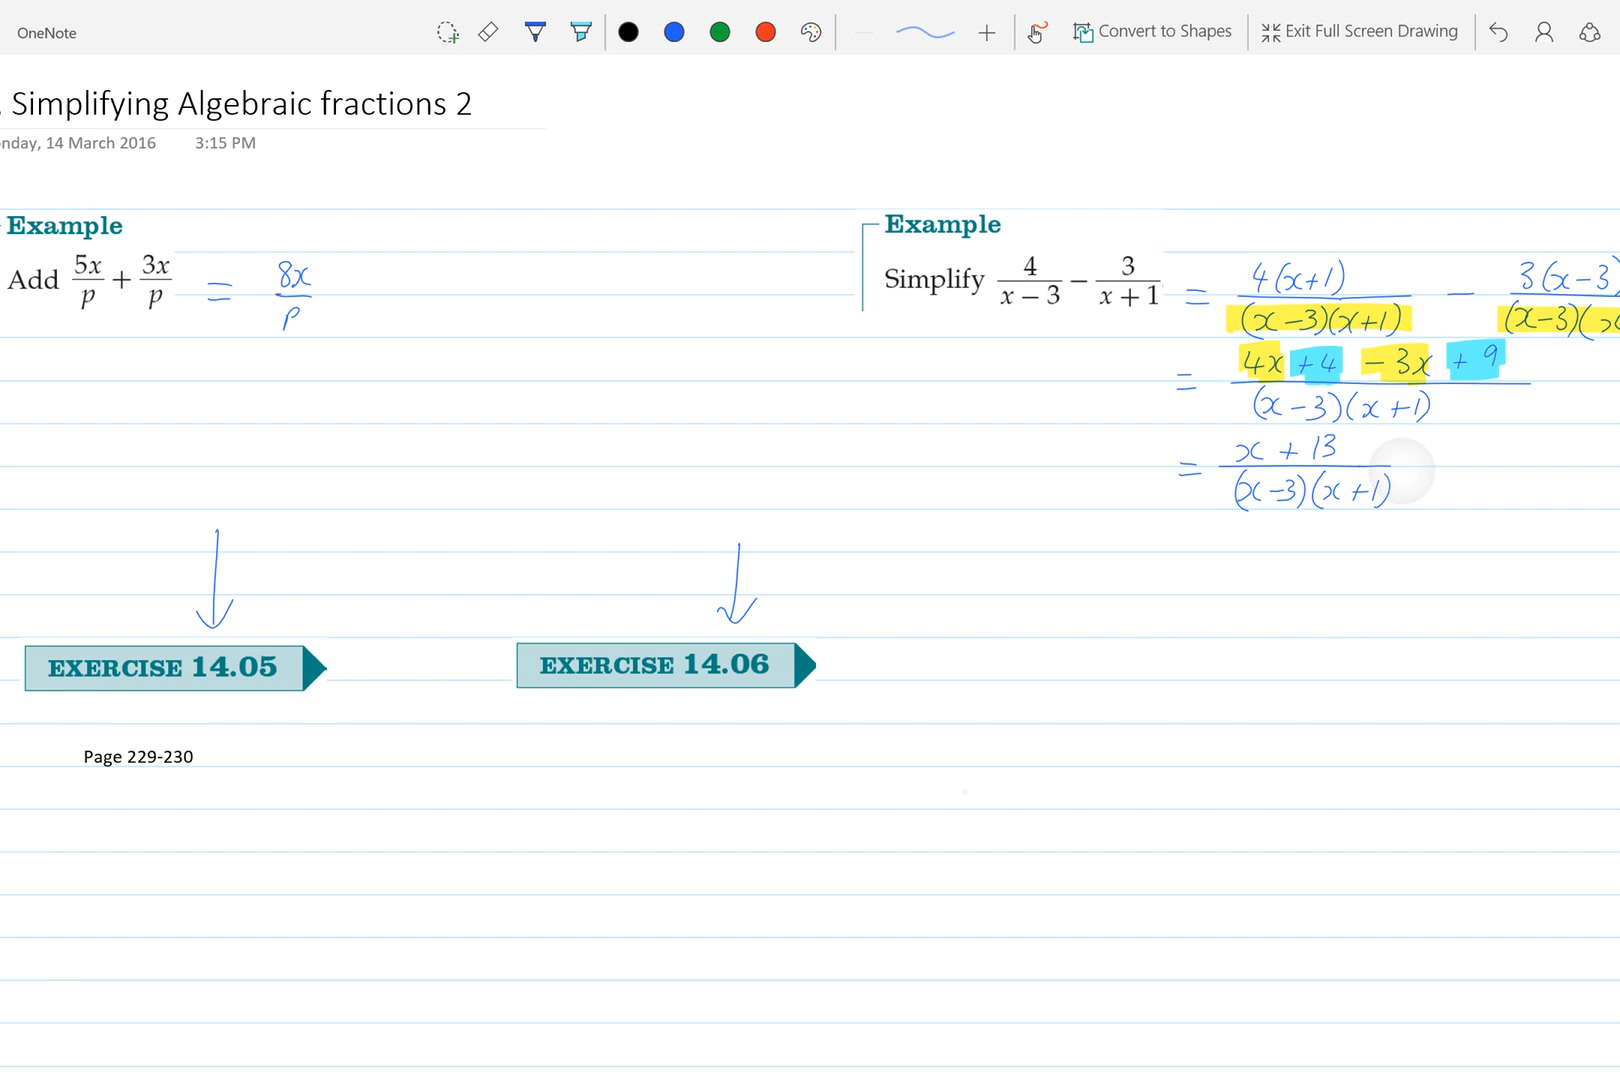 OneNote
Convert to Shapes
Exit Full Screen Drawing
. Simplifying Algebraic fractions 2
nday, 14 March 2016 3:15 PM
Example
Add 5x/p + 3x/p = 8x/p
Example
Simplify 4/(x − 3) − 3/(x + 1) = 4(x+1)/(x−3)(x+1) − 3(x−3)/(x−3)(x
= 4x +4 −3x + 9/(x−3)(x+1)
= x + 13/(x−3)(x+1)
EXERCISE 14.05
EXERCISE 14.06
Page 229-230